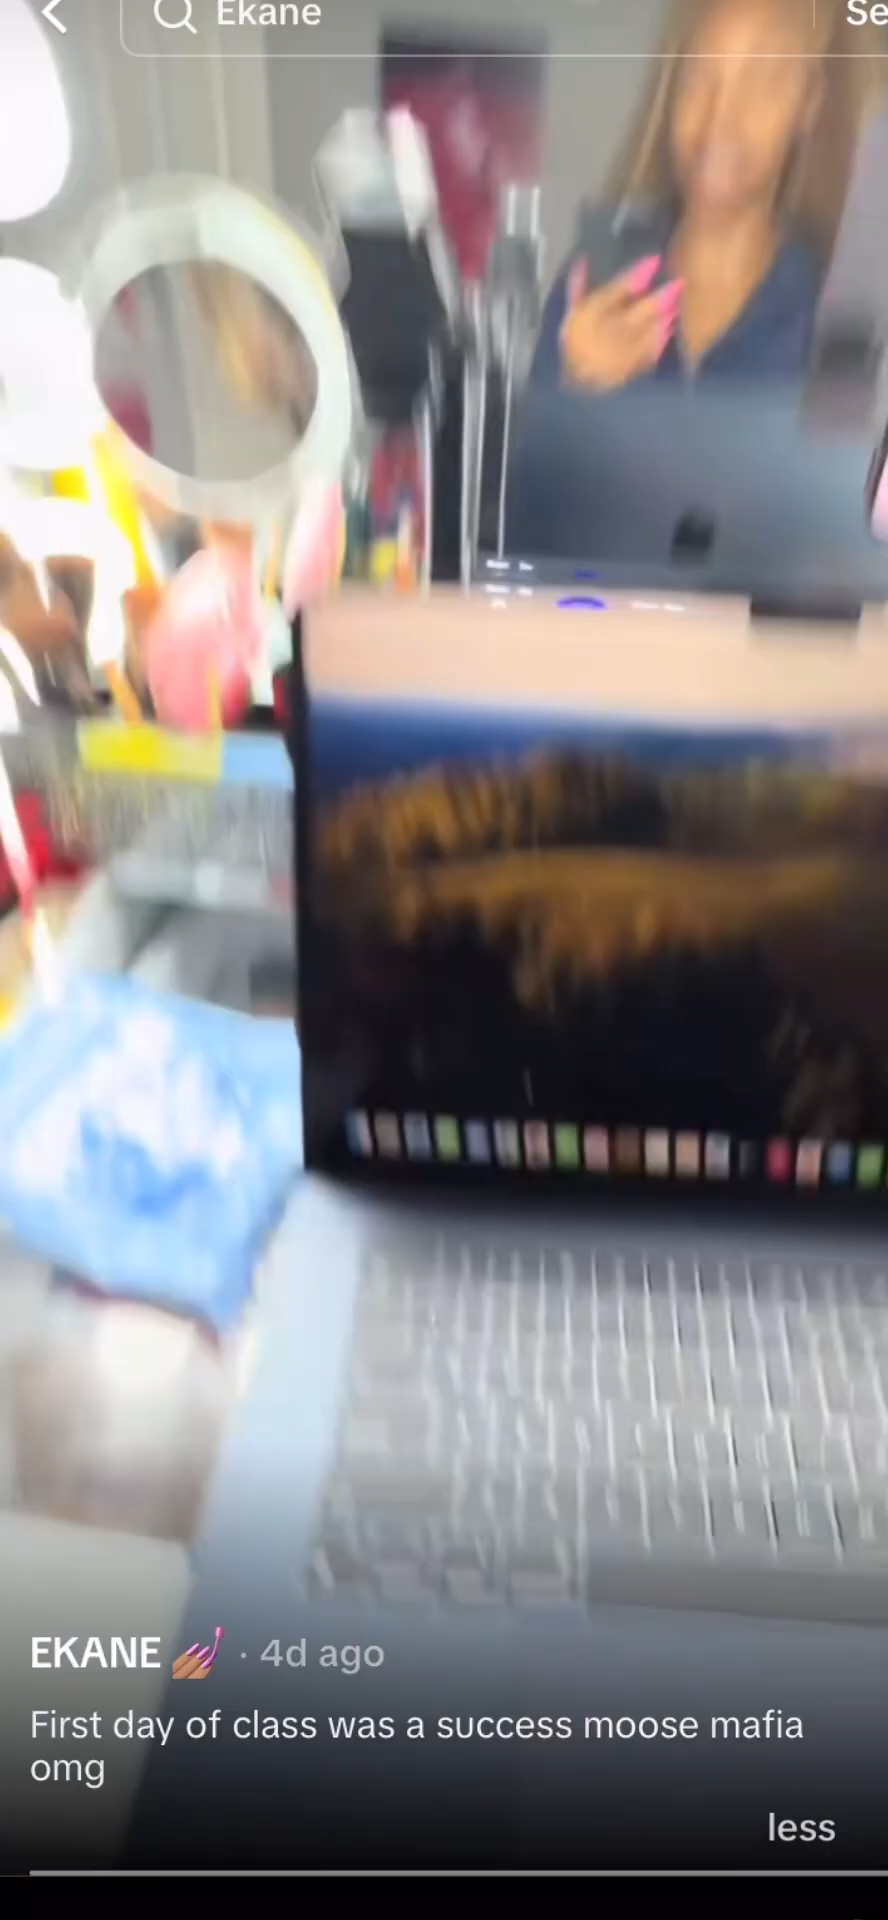 Ekane
Se
EKANE 💅🏽 · 4d ago
First day of class was a success moose mafia
omg
less